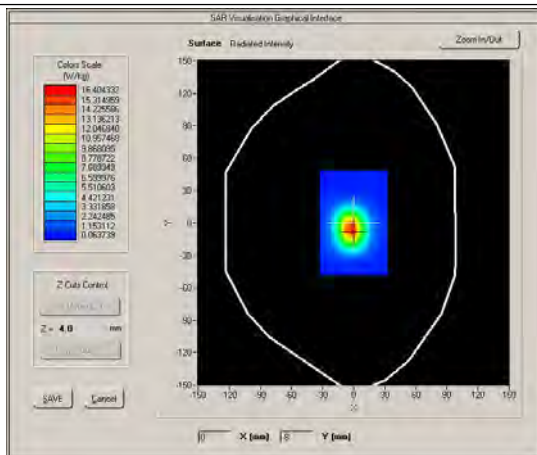 SAR Visualisation Graphical Interface
Surface Radiated Intensity
Zoom In/Out
Colors Scale
(W/kg)
16.404332
15.314959
14.225586
13.136213
12.046840
10.957468
9.868095
8.778722
7.689349
6.599976
5.510603
4.421231
3.331858
2.242485
1.153112
0.063739
Z Cuts Control
Z = 4.0 mm
SAVE
Cancel
150
120
90
60
30
0
-30
-60
-90
-120
-150
Y
-150 -120 -90 -60 -30 0 30 60 90 120 150
X
0 X (mm) -8 Y (mm)